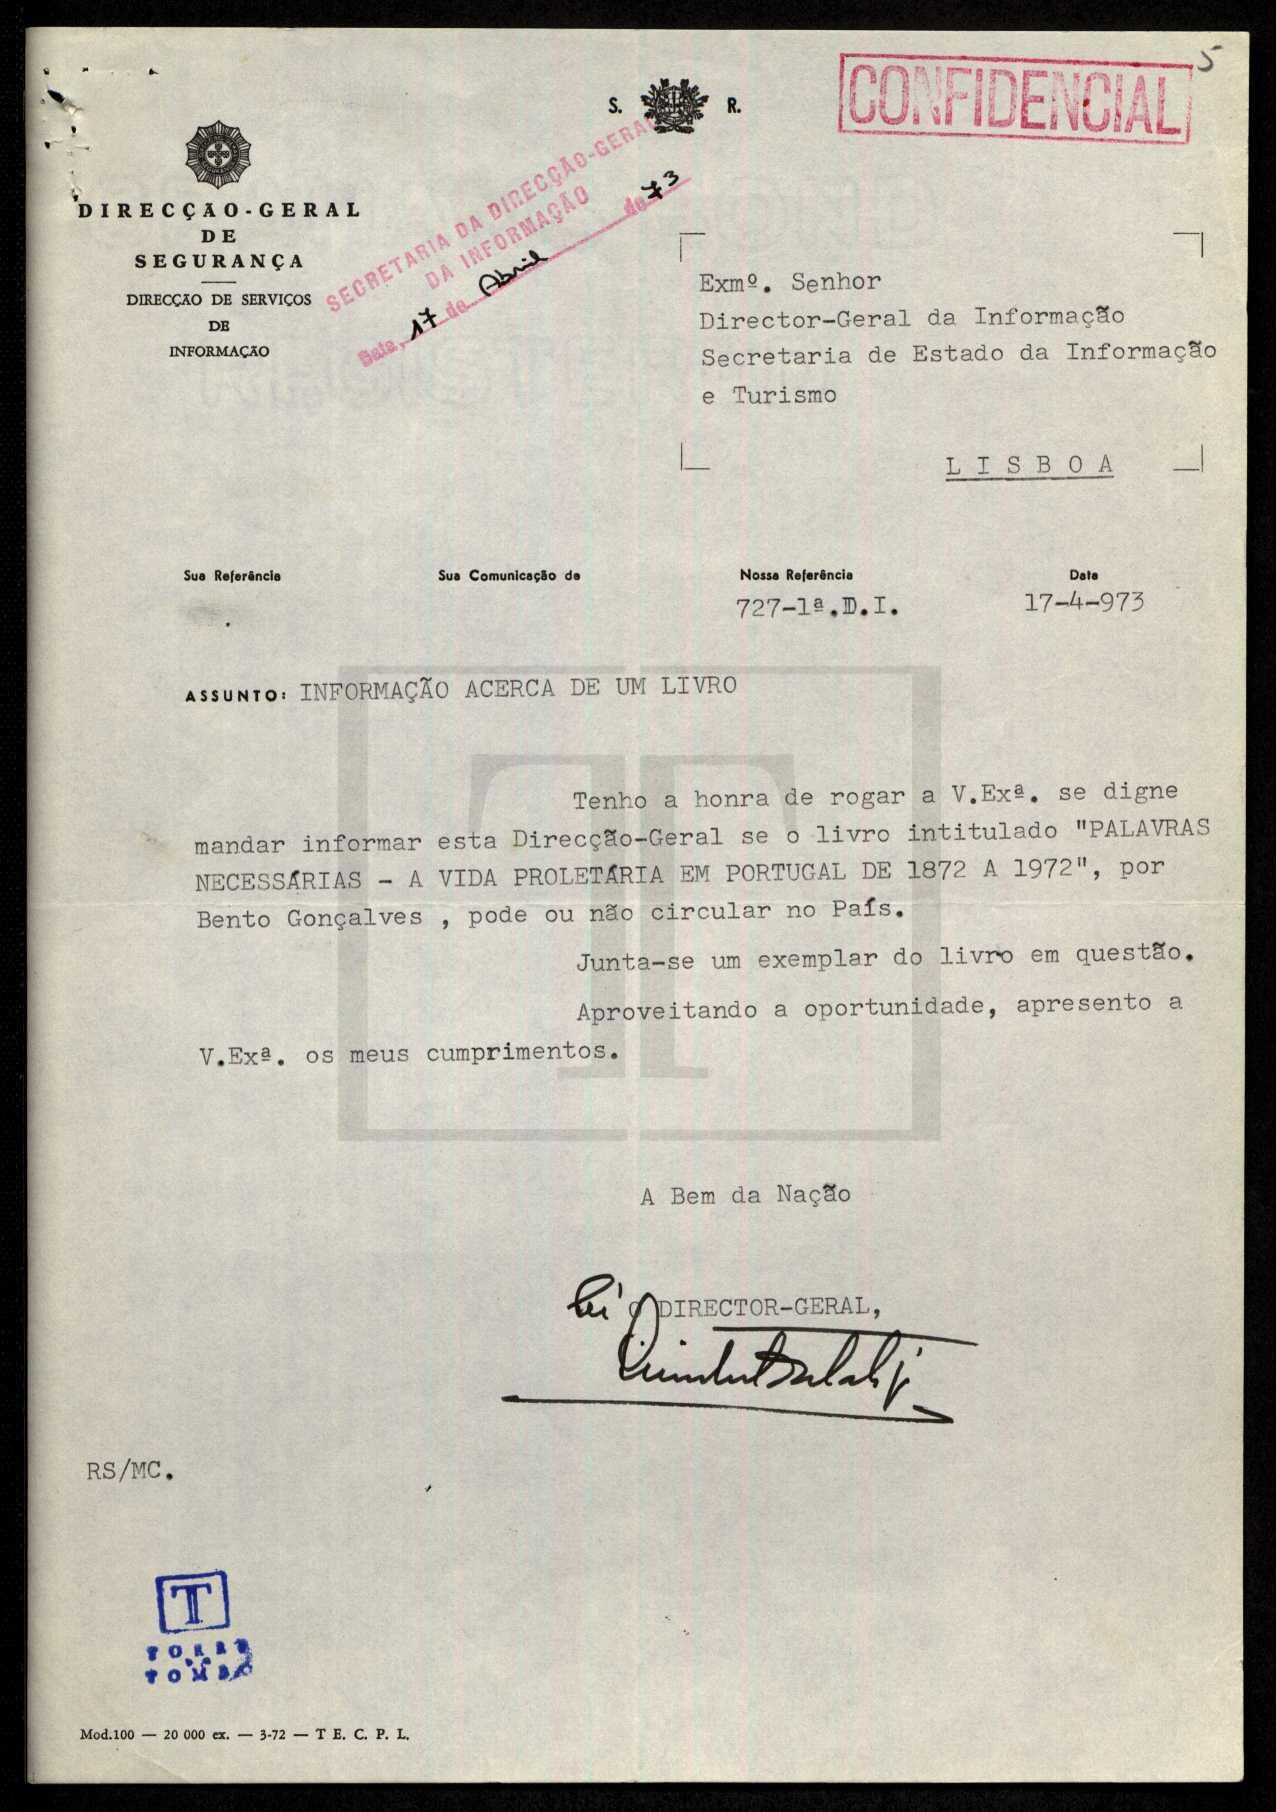 5
CONFIDENCIAL
S. R.
DIRECÇÃO-GERAL
DE
SEGURANÇA
DIRECÇÃO DE SERVIÇOS
DE
INFORMAÇÃO
SECRETARIA DA DIRECÇÃO-GERAL
DA INFORMAÇÃO
Data, 17 de Abril de 73
Exmº. Senhor
Director-Geral da Informação
Secretaria de Estado da Informação
e Turismo
L I S B O A
Sua Referência Sua Comunicação de Nossa Referência Data
727-1ª.D.I. 17-4-973
ASSUNTO: INFORMAÇÃO ACERCA DE UM LIVRO
Tenho a honra de rogar a V.Exª. se digne
mandar informar esta Direcção-Geral se o livro intitulado "PALAVRAS
NECESSÁRIAS - A VIDA PROLETÁRIA EM PORTUGAL DE 1872 A 1972", por
Bento Gonçalves , pode ou não circular no País.
Junta-se um exemplar do livro em questão.
Aproveitando a oportunidade, apresento a
V.Exª. os meus cumprimentos.
A Bem da Nação
O DIRECTOR-GERAL,
RS/MC.
T
TORRE
TOMBO
Mod.100 — 20 000 ex. — 3-72 — T E. C. P. L.